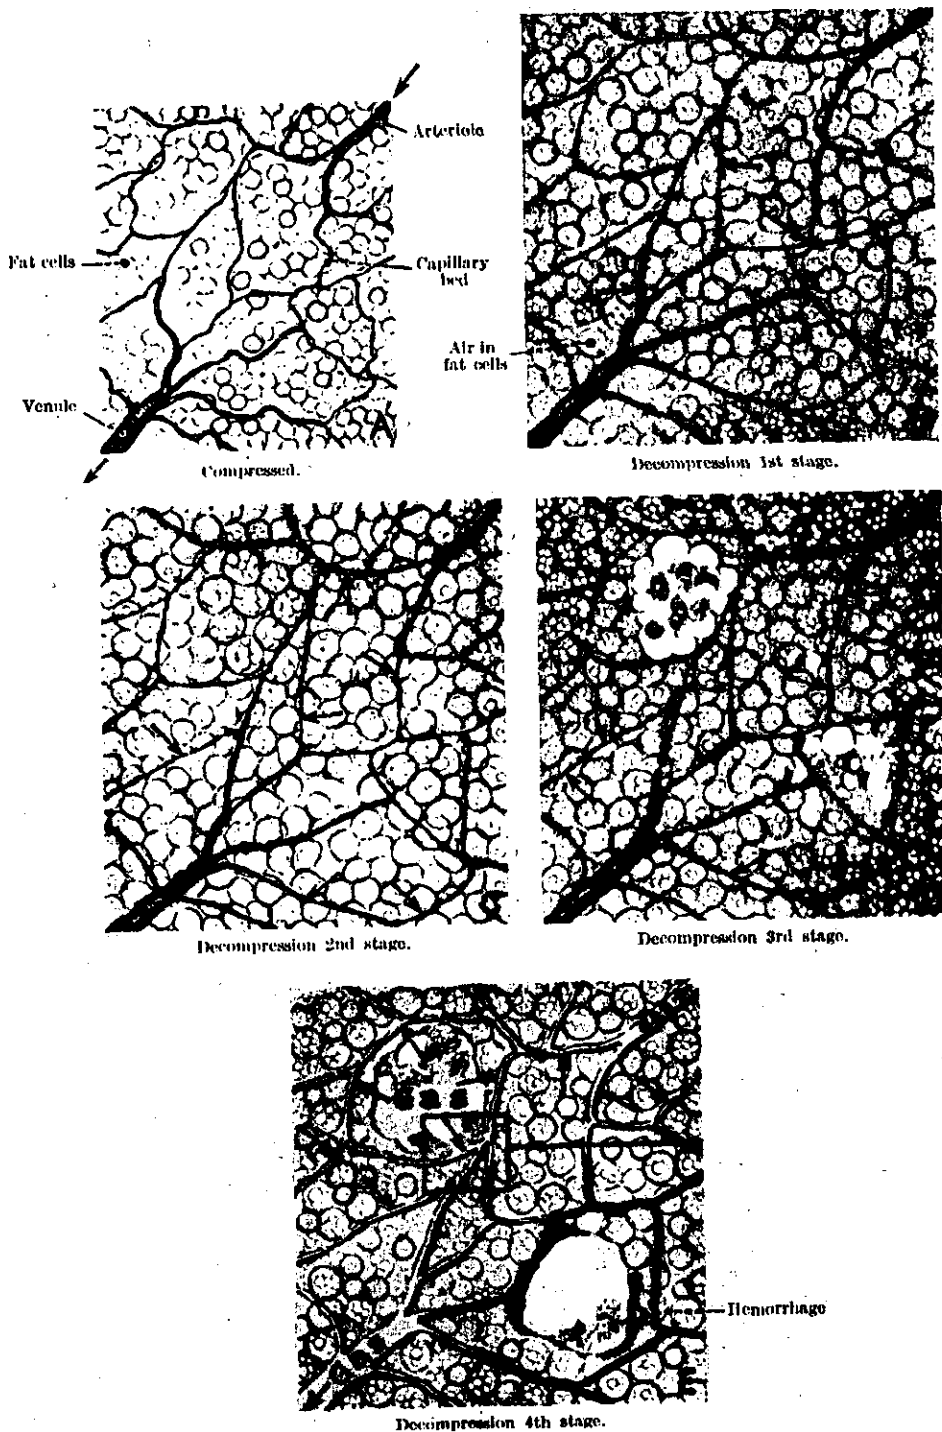 Arteriole
Fat cells
Capillary
bed
Air in
fat cells
Venule
A
Compressed.
Decompression 1st stage.
Decompression 2nd stage.
Decompression 3rd stage.
Gas
Hemorrhage
Decompression 4th stage.